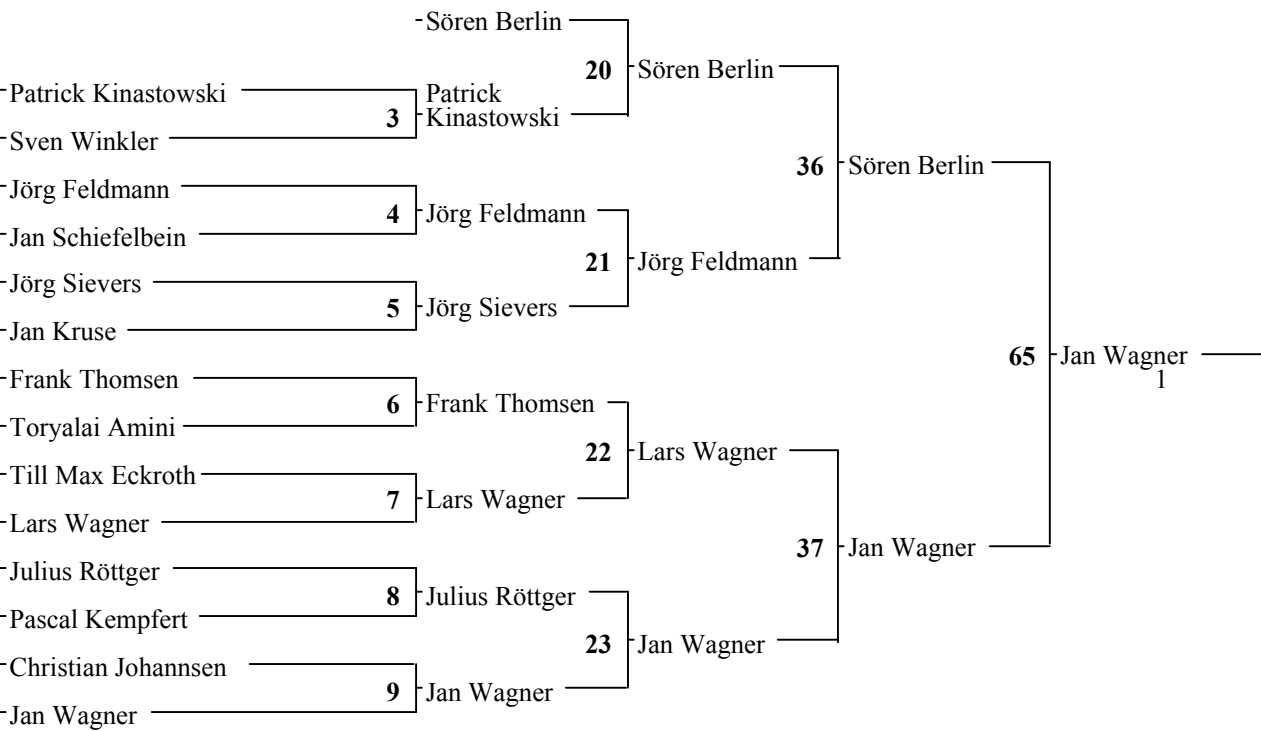 Sören Berlin
20 Sören Berlin
Patrick Kinastowski
Patrick
3 Kinastowski
Sven Winkler
36 Sören Berlin
Jörg Feldmann
4 Jörg Feldmann
Jan Schiefelbein
21 Jörg Feldmann
Jörg Sievers
5 Jörg Sievers
Jan Kruse
65 Jan Wagner
1
Frank Thomsen
6 Frank Thomsen
Toryalai Amini
22 Lars Wagner
Till Max Eckroth
7 Lars Wagner
Lars Wagner
37 Jan Wagner
Julius Röttger
8 Julius Röttger
Pascal Kempfert
23 Jan Wagner
Christian Johannsen
9 Jan Wagner
Jan Wagner